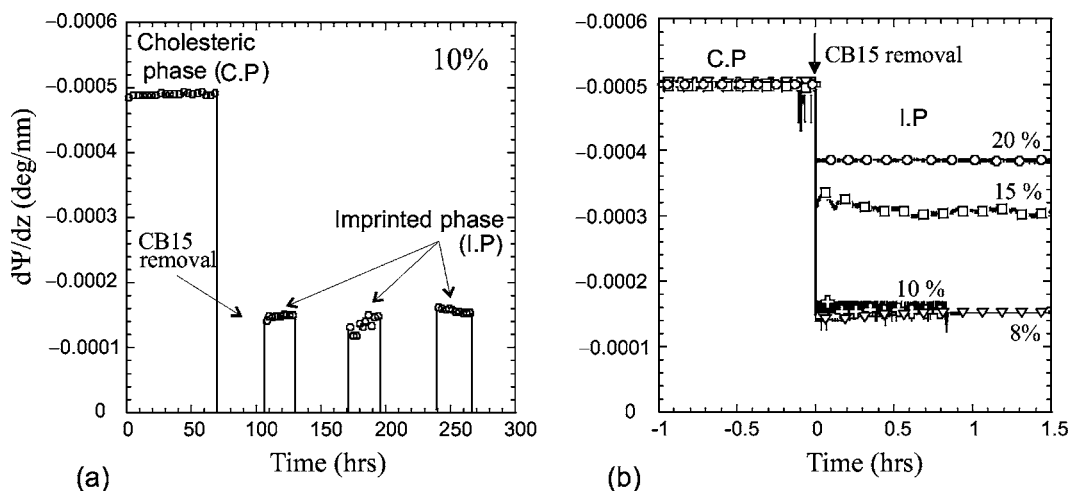 −0.0006
−0.0005
−0.0004
−0.0003
−0.0002
−0.0001
0
dΨ/dz (deg/nm)
Cholesteric
phase (C.P)
10%
CB15
removal
Imprinted phase
(I.P)
0 50 100 150 200 250 300
Time (hrs)
(a)
−0.0006
−0.0005
−0.0004
−0.0003
−0.0002
−0.0001
0
C.P
CB15 removal
I.P
20 %
15 %
10 %
8%
-1 -0.5 0 0.5 1 1.5
Time (hrs)
(b)